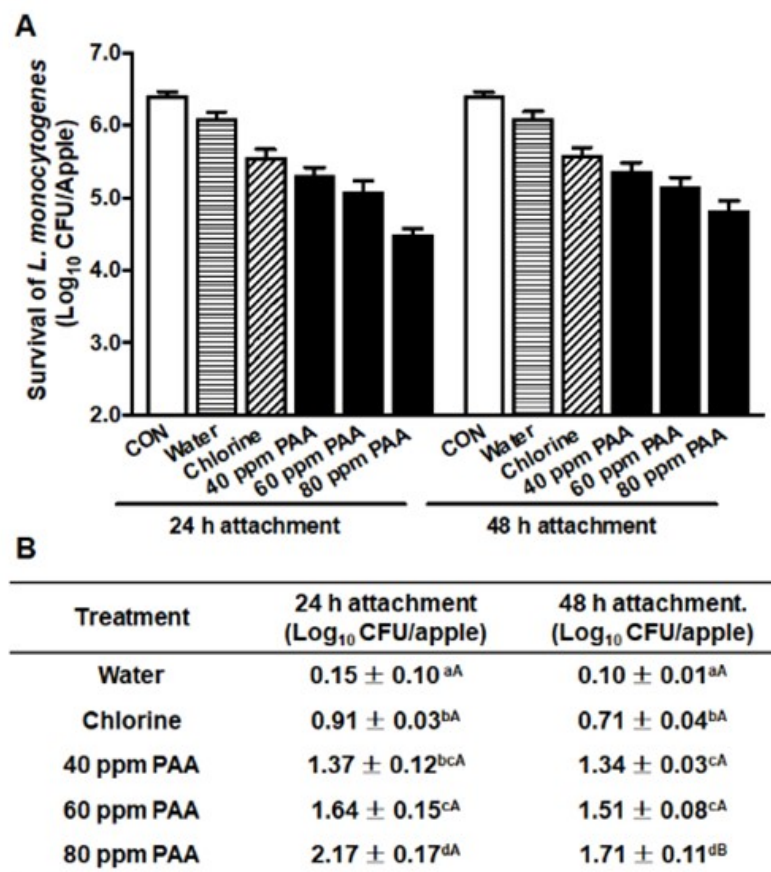 A
7.0
6.0
5.0
4.0
3.0
2.0
Survival of L. monocytogenes
(Log10 CFU/Apple)
CON
Water
Chlorine
40 ppm PAA
60 ppm PAA
80 ppm PAA
CON
Water
Chlorine
40 ppm PAA
60 ppm PAA
80 ppm PAA
24 h attachment
48 h attachment
B
Treatment
24 h attachment
(Log10 CFU/apple)
48 h attachment.
(Log10 CFU/apple)
Water 0.15 ± 0.10 aA 0.10 ± 0.01aA
Chlorine 0.91 ± 0.03bA 0.71 ± 0.04bA
40 ppm PAA 1.37 ± 0.12bcA 1.34 ± 0.03cA
60 ppm PAA 1.64 ± 0.15cA 1.51 ± 0.08cA
80 ppm PAA 2.17 ± 0.17dA 1.71 ± 0.11dB